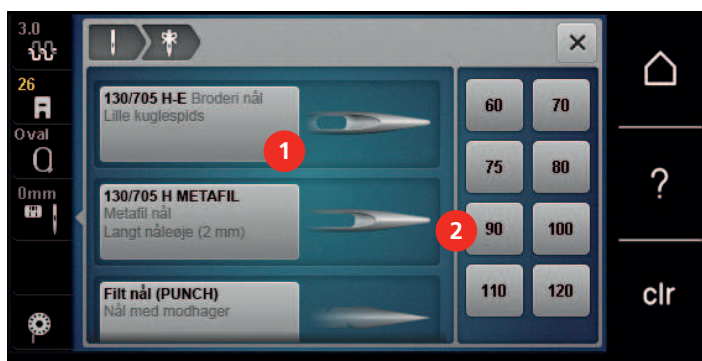 3.0
26
Oval
0mm
130/705 H-E Broderi nål
Lille kuglespids
1
130/705 H METAFIL
Metafil nål
Langt nåleøje (2 mm)
2
Filt nål (PUNCH)
Nål med modhager
60 70
75 80
90 100
110 120
?
clr